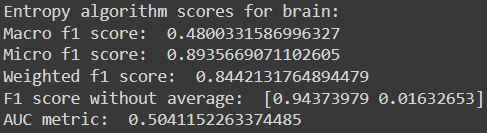 Entropy algorithm scores for brain:
Macro f1 score:  0.4800331586996327
Micro f1 score:  0.8935669071102605
Weighted f1 score:  0.8442131764894479
F1 score without average:  [0.94373979 0.01632653]
AUC metric:  0.5041152263374485